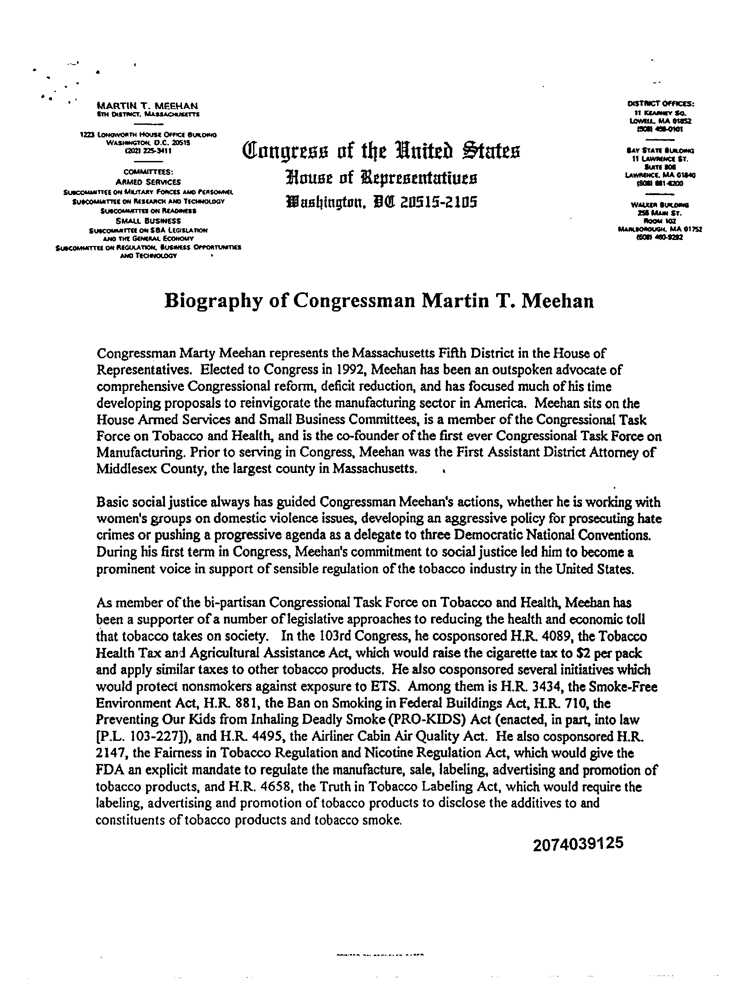 MARTIN T. MEEHAN
5TH DISTRICT, MASSACHUSETTS
1223 LONGWORTH HOUSE OFFICE BUILDING
WASHINGTON, D.C. 20515
(202) 225-3411
COMMITTEES:
ARMED SERVICES
SUBCOMMITTEE ON MILITARY FORCES AND PERSONNEL
SUBCOMMITTEE ON RESEARCH AND TECHNOLOGY
SUBCOMMITTEE ON READINESS
SMALL BUSINESS
SUBCOMMITTEE ON SBA LEGISLATION
AND THE GENERAL ECONOMY
SUBCOMMITTEE ON REGULATION, BUSINESS OPPORTUNITIES
AND TECHNOLOGY
Congress of the United States
House of Representatives
Washington, DC 20515-2105
DISTRICT OFFICES:
11 KEARNEY SQ.
LOWELL, MA 01852
(508) 459-0101
BAY STATE BUILDING
11 LAWRENCE ST.
SUITE 806
LAWRENCE, MA 01840
(508) 681-6200
WALKER BUILDING
255 MAIN ST.
ROOM 102
MARLBOROUGH, MA 01752
(508) 460-9292
Biography of Congressman Martin T. Meehan
Congressman Marty Meehan represents the Massachusetts Fifth District in the House of
Representatives. Elected to Congress in 1992, Meehan has been an outspoken advocate of
comprehensive Congressional reform, deficit reduction, and has focused much of his time
developing proposals to reinvigorate the manufacturing sector in America. Meehan sits on the
House Armed Services and Small Business Committees, is a member of the Congressional Task
Force on Tobacco and Health, and is the co-founder of the first ever Congressional Task Force on
Manufacturing. Prior to serving in Congress, Meehan was the First Assistant District Attorney of
Middlesex County, the largest county in Massachusetts.
Basic social justice always has guided Congressman Meehan's actions, whether he is working with
women's groups on domestic violence issues, developing an aggressive policy for prosecuting hate
crimes or pushing a progressive agenda as a delegate to three Democratic National Conventions.
During his first term in Congress, Meehan's commitment to social justice led him to become a
prominent voice in support of sensible regulation of the tobacco industry in the United States.
As member of the bi-partisan Congressional Task Force on Tobacco and Health, Meehan has
been a supporter of a number of legislative approaches to reducing the health and economic toll
that tobacco takes on society. In the 103rd Congress, he cosponsored H.R. 4089, the Tobacco
Health Tax and Agricultural Assistance Act, which would raise the cigarette tax to $2 per pack
and apply similar taxes to other tobacco products. He also cosponsored several initiatives which
would protect nonsmokers against exposure to ETS. Among them is H.R. 3434, the Smoke-Free
Environment Act, H.R. 881, the Ban on Smoking in Federal Buildings Act, H.R. 710, the
Preventing Our Kids from Inhaling Deadly Smoke (PRO-KIDS) Act (enacted, in part, into law
[P.L. 103-227]), and H.R. 4495, the Airliner Cabin Air Quality Act. He also cosponsored H.R.
2147, the Fairness in Tobacco Regulation and Nicotine Regulation Act, which would give the
FDA an explicit mandate to regulate the manufacture, sale, labeling, advertising and promotion of
tobacco products, and H.R. 4658, the Truth in Tobacco Labeling Act, which would require the
labeling, advertising and promotion of tobacco products to disclose the additives to and
constituents of tobacco products and tobacco smoke.
2074039125